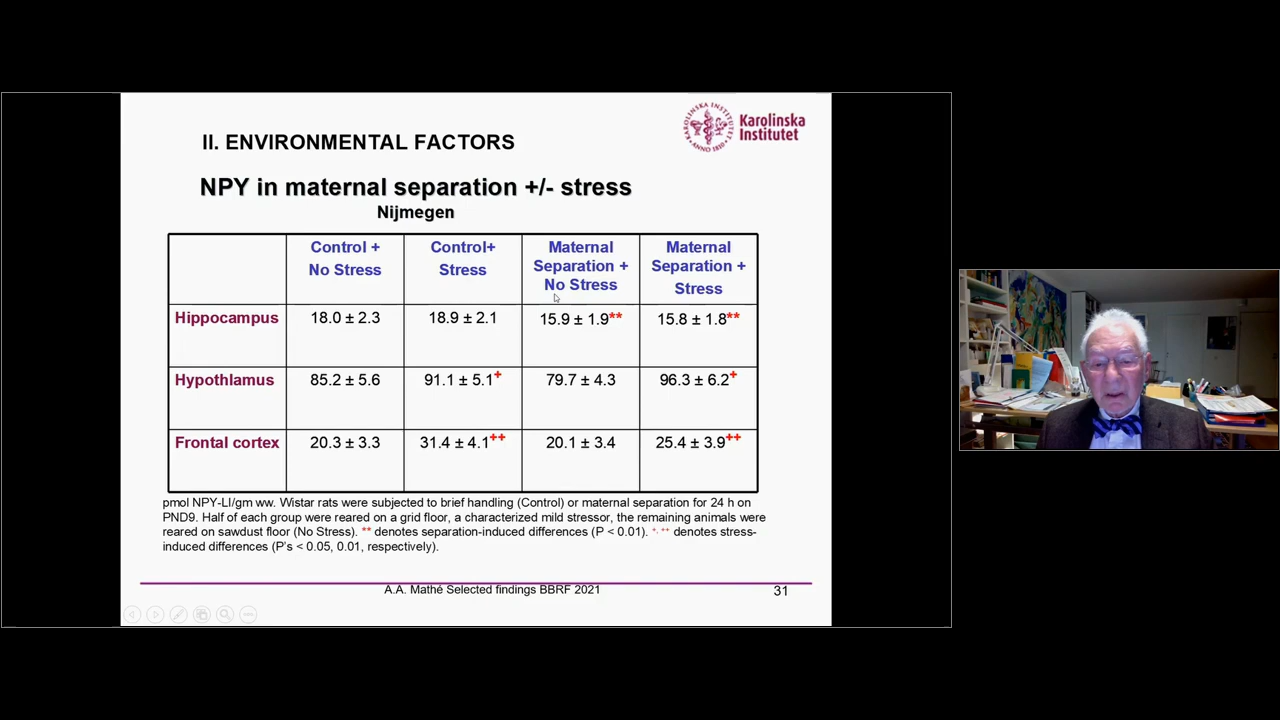 KAROLINSKA INSTITUTET
ANNO 1810
Karolinska
Institutet
II. ENVIRONMENTAL FACTORS
NPY in maternal separation +/- stress
Nijmegen
Control + No Stress
Control+ Stress
Maternal Separation + No Stress
Maternal Separation + Stress
Hippocampus 18.0 ± 2.3 18.9 ± 2.1 15.9 ± 1.9** 15.8 ± 1.8**
Hypothlamus 85.2 ± 5.6 91.1 ± 5.1+ 79.7 ± 4.3 96.3 ± 6.2+
Frontal cortex 20.3 ± 3.3 31.4 ± 4.1++ 20.1 ± 3.4 25.4 ± 3.9++
pmol NPY-LI/gm ww. Wistar rats were subjected to brief handling (Control) or maternal separation for 24 h on
PND9. Half of each group were reared on a grid floor, a characterized mild stressor, the remaining animals were
reared on sawdust floor (No Stress). ** denotes separation-induced differences (P < 0.01). +, ++ denotes stress-
induced differences (P's < 0.05, 0.01, respectively).
A.A. Mathé Selected findings BBRF 2021
31